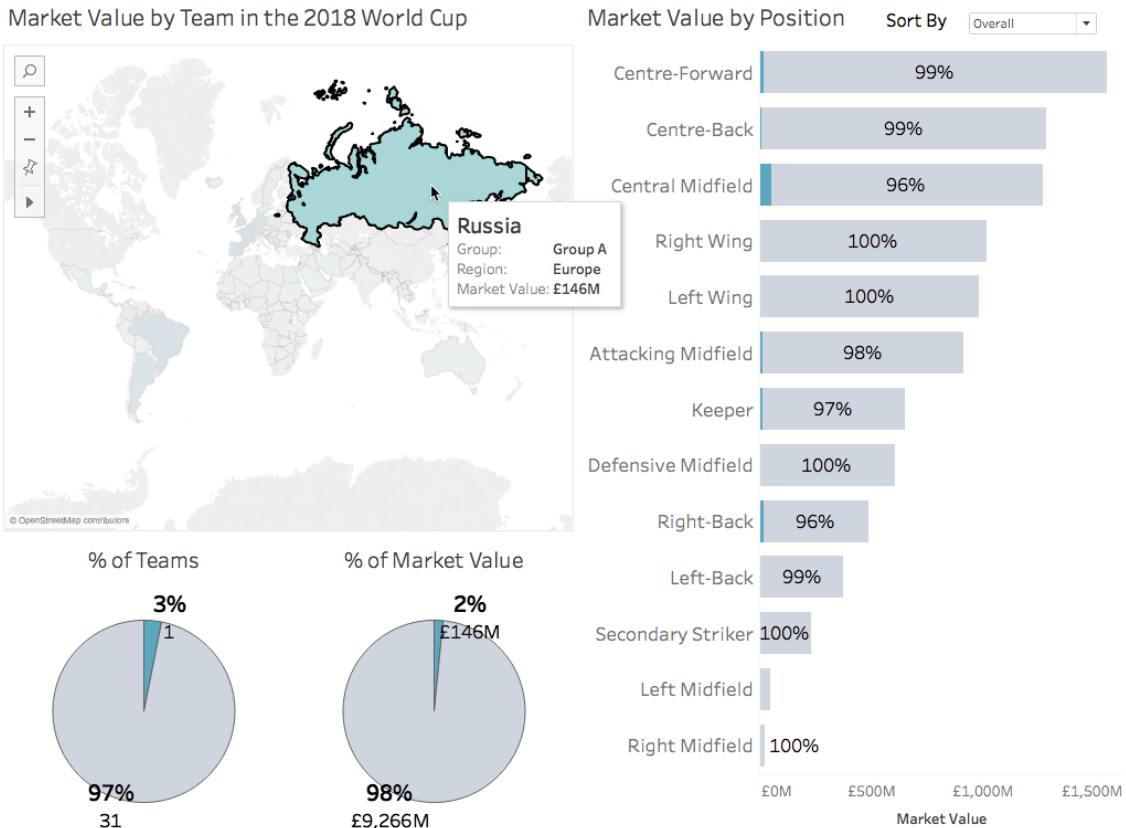 Market Value by Team in the 2018 World Cup
Russia
Group: Group A
Region: Europe
Market Value: £146M
© OpenStreetMap contributors
% of Teams
3%
1
97%
31
% of Market Value
2%
£146M
98%
£9,266M
Market Value by Position
Sort By Overall
Centre-Forward 99%
Centre-Back 99%
Central Midfield 96%
Right Wing 100%
Left Wing 100%
Attacking Midfield 98%
Keeper 97%
Defensive Midfield 100%
Right-Back 96%
Left-Back 99%
Secondary Striker 100%
Left Midfield
Right Midfield 100%
£0M £500M £1,000M £1,500M
Market Value